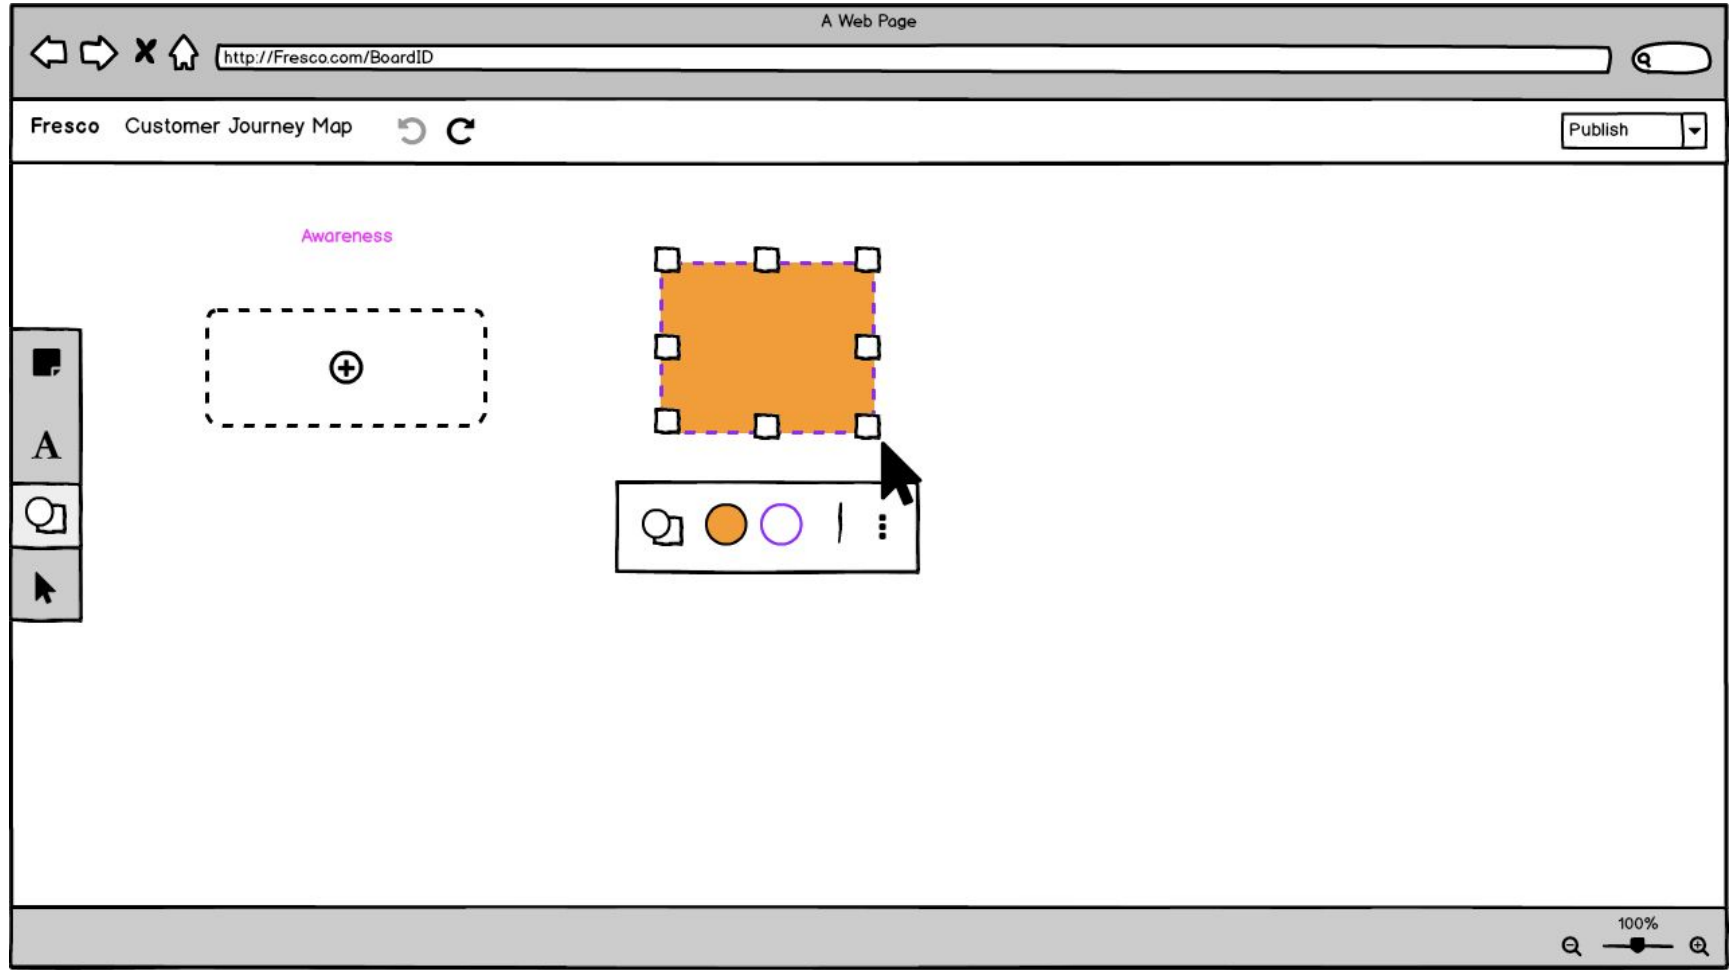 A Web Page
http://Fresco.com/BoardID
Fresco Customer Journey Map
Publish
Awareness
A
100%